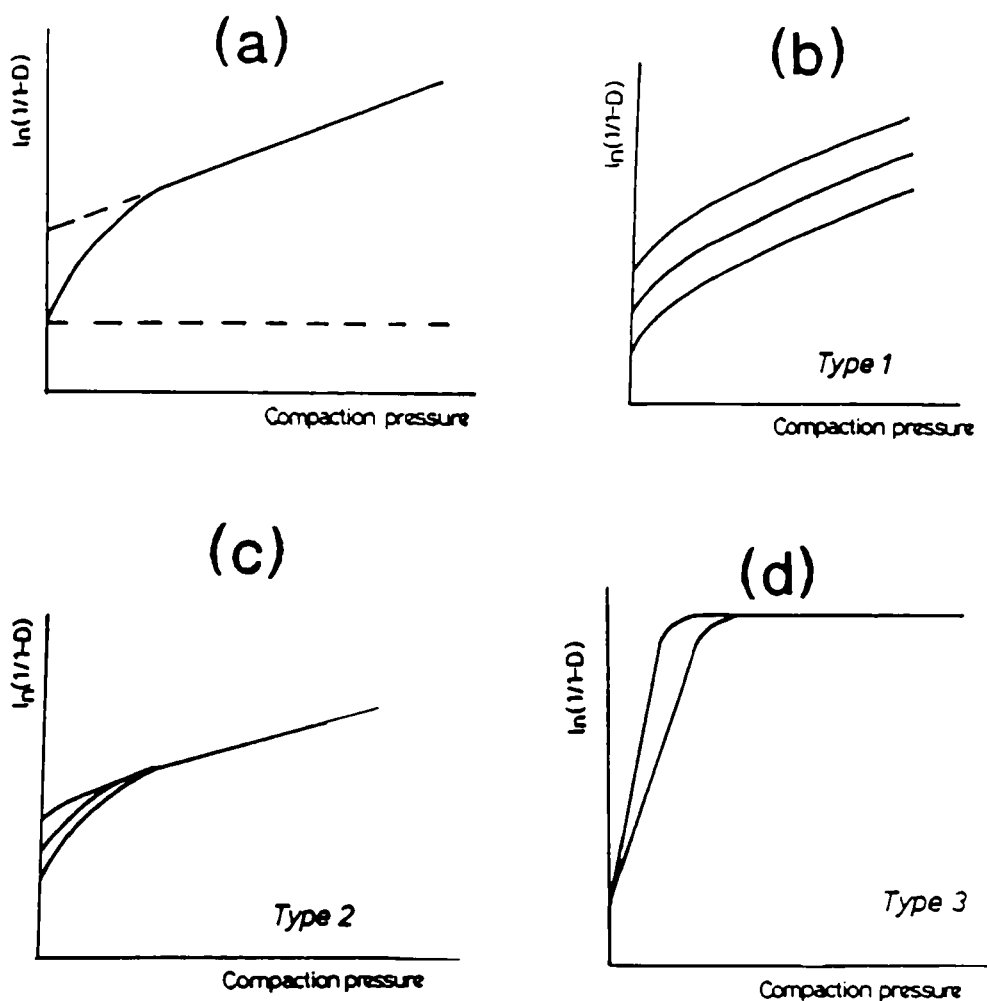 (a)
ln(1/1-D)
Compaction pressure
(b)
ln(1/1-D)
Type 1
Compaction pressure
(c)
ln(1/1-D)
Type 2
Compaction pressure
(d)
ln(1/1-D)
Type 3
Compaction pressure